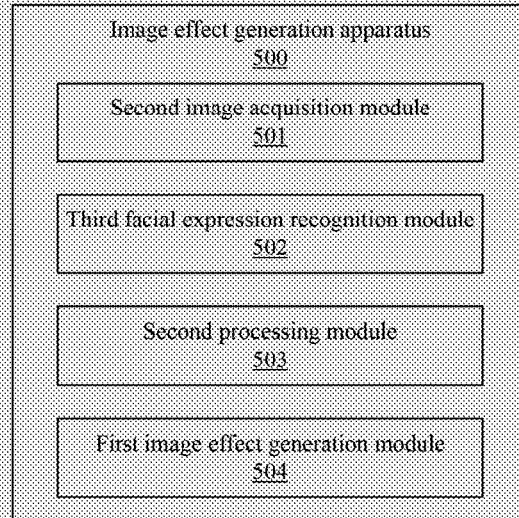 Image effect generation apparatus
500
Second image acquisition module
501
Third facial expression recognition module
502
Second processing module
503
First image effect generation module
504